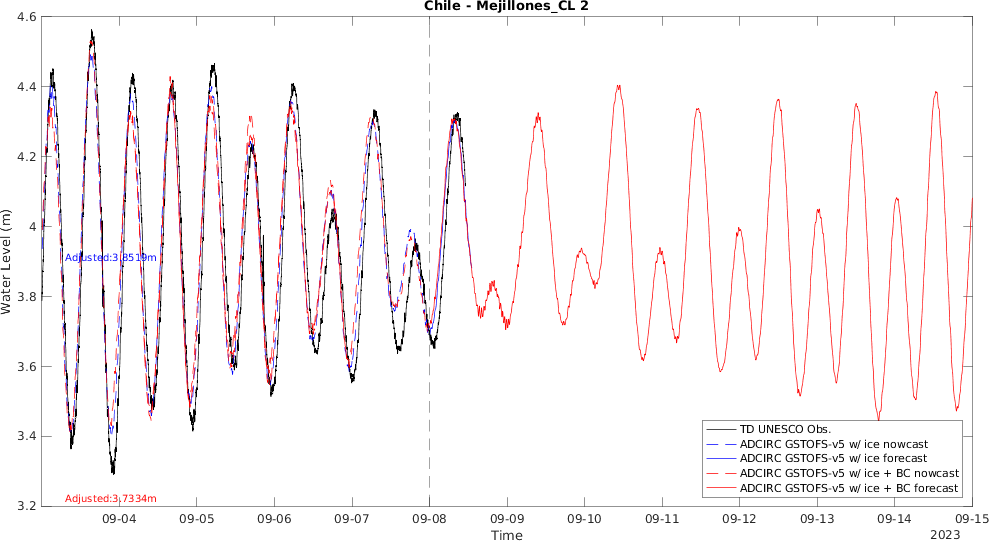 Chile - Mejillones_CL 2
4.6
4.4
4.2
4
3.8
3.6
3.4
3.2
Water Level (m)
Adjusted:3.8519m
Adjusted:3.7334m
TD UNESCO Obs.
ADCIRC GSTOFS-v5 w/ ice nowcast
ADCIRC GSTOFS-v5 w/ ice forecast
ADCIRC GSTOFS-v5 w/ ice + BC nowcast
ADCIRC GSTOFS-v5 w/ ice + BC forecast
09-04 09-05 09-06 09-07 09-08 09-09 09-10 09-11 09-12 09-13 09-14 09-15
Time
2023